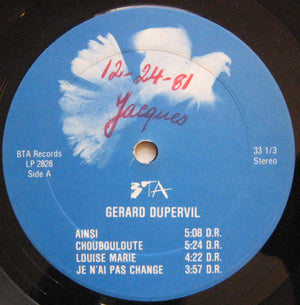 12-24-81
Jacques
BTA Records
LP 2828
Side A
33 1/3
Stereo
BTA
GERARD DUPERVIL
AINSI 5:08 D.R.
CHOUBOULOUTE 5:24 D.R.
LOUISE MARIE 4:22 D.R.
JE N'AI PAS CHANGE 3:57 D.R.